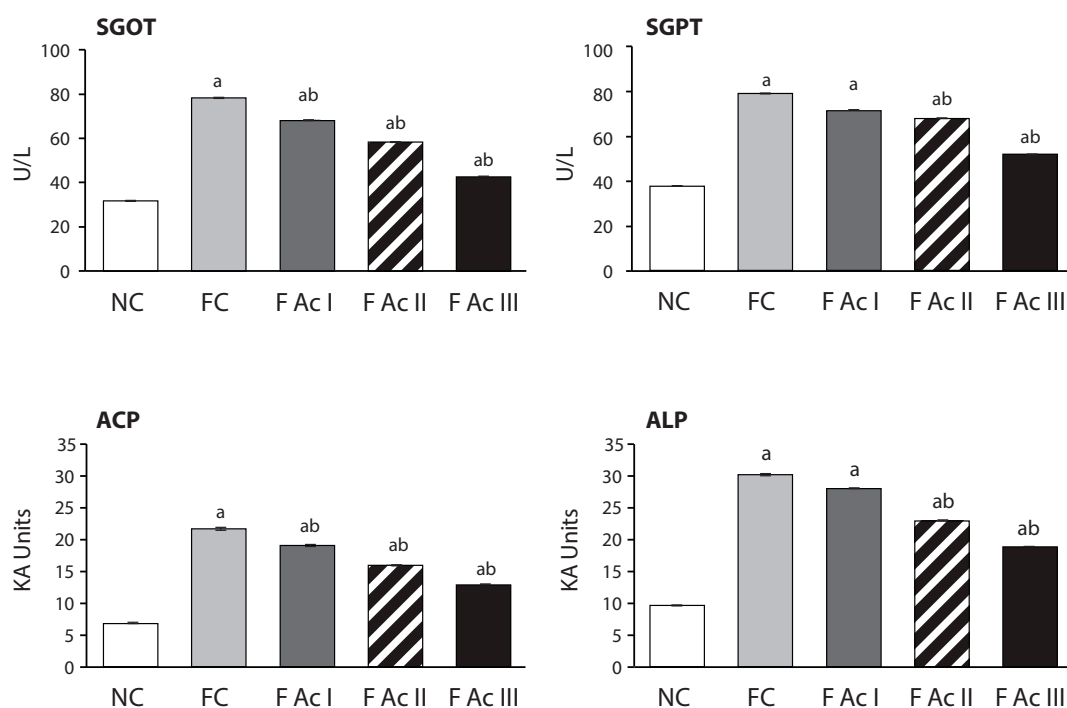 SGOT
100
80
60
40
20
0
U/L
a
ab
ab
ab
NC FC F Ac I F Ac II F Ac III
SGPT
100
80
60
40
20
0
U/L
a
a
ab
ab
NC FC F Ac I F Ac II F Ac III
ACP
35
30
25
20
15
10
5
0
KA Units
a
ab
ab
ab
NC FC F Ac I F Ac II F Ac III
ALP
35
30
25
20
15
10
5
0
KA Units
a
a
ab
ab
NC FC F Ac I F Ac II F Ac III